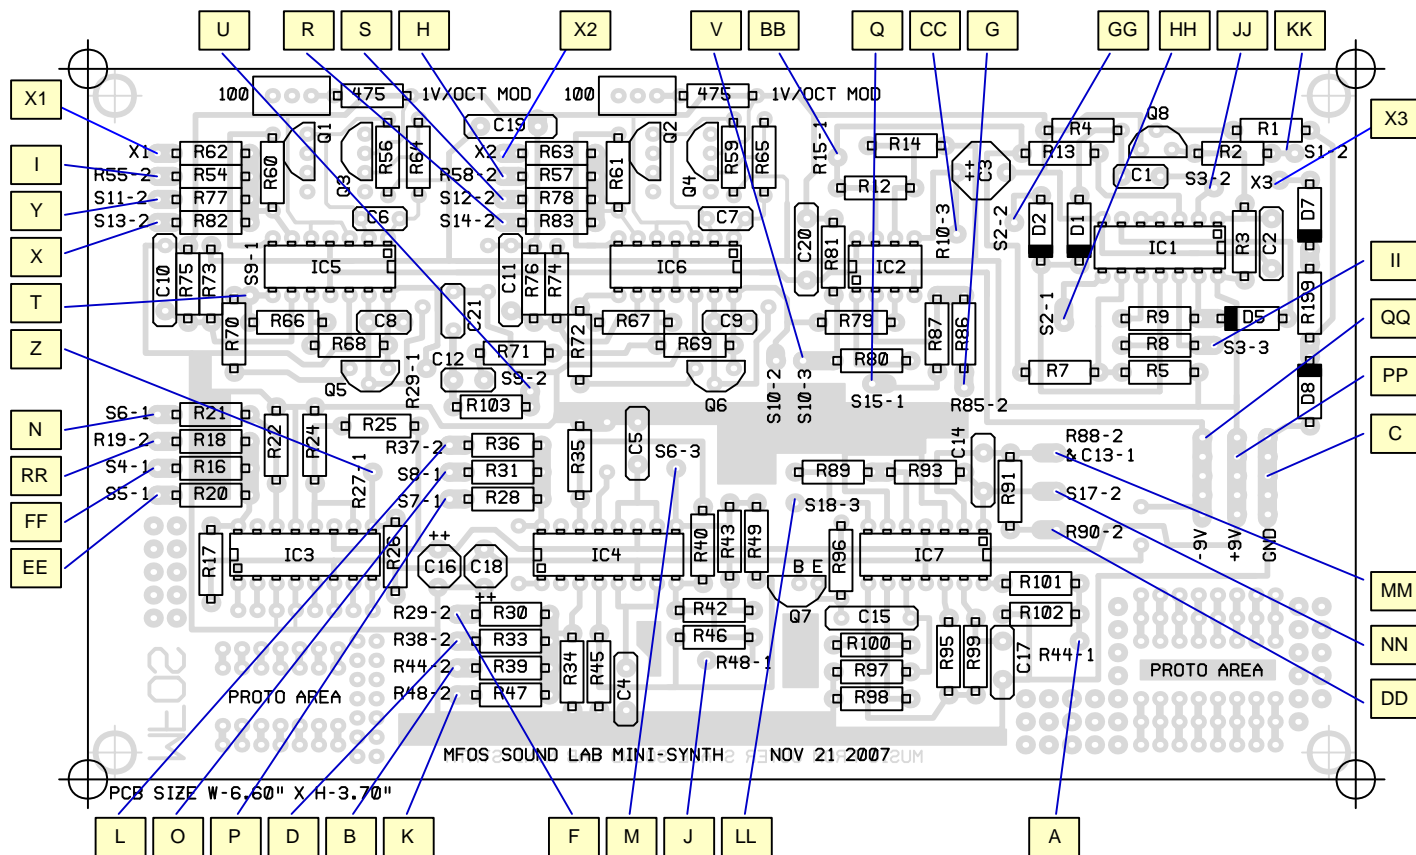 U R S H X2 V BB Q CC G GG HH JJ KK
X1
I
Y
X
T
Z
N
RR
FF
EE
X3
II
QQ
PP
C
MM
NN
DD
100 475 1V/OCT MOD 100 475 1V/OCT MOD
C19 Q1 Q3 R56 R64 Q2 Q4 R59 R65 R15-1 R14 C3 ++ R4 R13 Q8 R1 R2 S1-2
X1 R62 R60 X2 R63 R61 R12 C1 S3-2 X3
R55-2 R54 R58-2 R57
S11-2 R77 S12-2 R78
S13-2 R82 C6 S14-2 R83 C7 C20 R81 R10-3 S2-2 D2 D1 R3 C2 D7
C10 R75 R73 S9-1 IC5 C11 R76 R74 IC6 IC2 IC1
R70 R66 C8 C21 R72 R67 C9 R79 R87 R86 S2-1 R9 D5 R199
R68 R71 R69 R80 R8 S3-3
Q5 R29-1 C12 S9-2 Q6 S10-2 S10-3 S15-1 R85-2 R7 R5 D8
R103
S6-1 R21 R22 R24 R25
R19-2 R18 R37-2 R36 R35 C5 S6-3 C14 R88-2
& C13-1
S4-1 R16 R27-1 S8-1 R31 R89 R93 R91
S5-1 R20 S7-1 R28 S18-3 S17-2
R90-2 -9V +9V GND
R17 IC3 R26 ++ C16 C18 ++ IC4 R40 R43 R49 B E Q7 R96 IC7 R101
R29-2 R30 R42 C15 R102
R38-2 R33 R34 R45 C4 R46 R100 R95 R99 C17 R44-1
R44-2 R39 R48-1 R97 PROTO AREA
R48-2 R47 R98
PROTO AREA
MFOS
MFOS SOUND LAB MINI-SYNTH NOV 21 2007
PCB SIZE W-6.60" X H-3.70"
L O P D B K F M J LL A